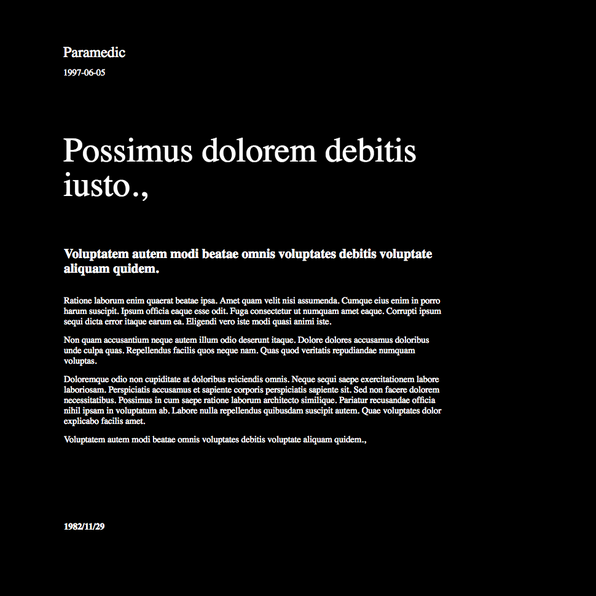 Paramedic
1997-06-05
Possimus dolorem debitis
iusto.,
Voluptatem autem modi beatae omnis voluptates debitis voluptate
aliquam quidem.
Ratione laborum enim quaerat beatae ipsa. Amet quam velit nisi assumenda. Cumque eius enim in porro
harum suscipit. Ipsum officia eaque esse odit. Fuga consectetur ut numquam amet eaque. Corrupti ipsum
sequi dicta error itaque earum ea. Eligendi vero iste modi quasi animi iste.
Non quam accusantium neque autem illum odio deserunt itaque. Dolore dolores accusamus doloribus
unde culpa quas. Repellendus facilis quos neque nam. Quas quod veritatis repudiandae numquam
voluptas.
Doloremque odio non cupiditate at doloribus reiciendis omnis. Neque sequi saepe exercitationem labore
laboriosam. Perspiciatis accusamus et sapiente corporis perspiciatis sapiente sit. Sed non facere dolorem
necessitatibus. Possimus in cum saepe ratione laborum architecto similique. Pariatur recusandae officia
nihil ipsam in voluptatum ab. Labore nulla repellendus quibusdam suscipit autem. Quae voluptates dolor
explicabo facilis amet.
Voluptatem autem modi beatae omnis voluptates debitis voluptate aliquam quidem.,
1982/11/29